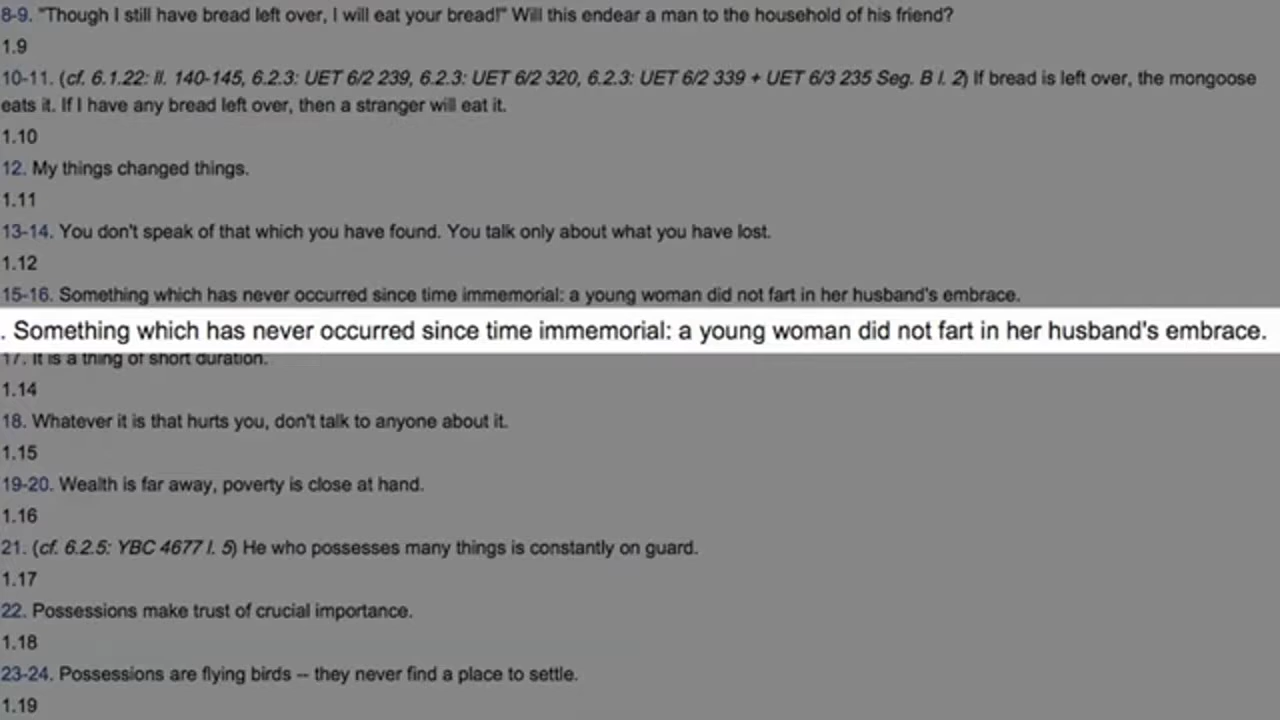 8-9. "Though I still have bread left over, I will eat your bread!" Will this endear a man to the household of his friend?
1.9
10-11. (cf. 6.1.22: ll. 140-145, 6.2.3: UET 6/2 239, 6.2.3: UET 6/2 320, 6.2.3: UET 6/2 339 + UET 6/3 235 Seg. B l. 2) If bread is left over, the mongoose
eats it. If I have any bread left over, then a stranger will eat it.
1.10
12. My things changed things.
1.11
13-14. You don't speak of that which you have found. You talk only about what you have lost.
1.12
15-16. Something which has never occurred since time immemorial: a young woman did not fart in her husband's embrace.
. Something which has never occurred since time immemorial: a young woman did not fart in her husband's embrace.
17. It is a thing of short duration.
1.14
18. Whatever it is that hurts you, don't talk to anyone about it.
1.15
19-20. Wealth is far away, poverty is close at hand.
1.16
21. (cf. 6.2.5: YBC 4677 l. 5) He who possesses many things is constantly on guard.
1.17
22. Possessions make trust of crucial importance.
1.18
23-24. Possessions are flying birds -- they never find a place to settle.
1.19